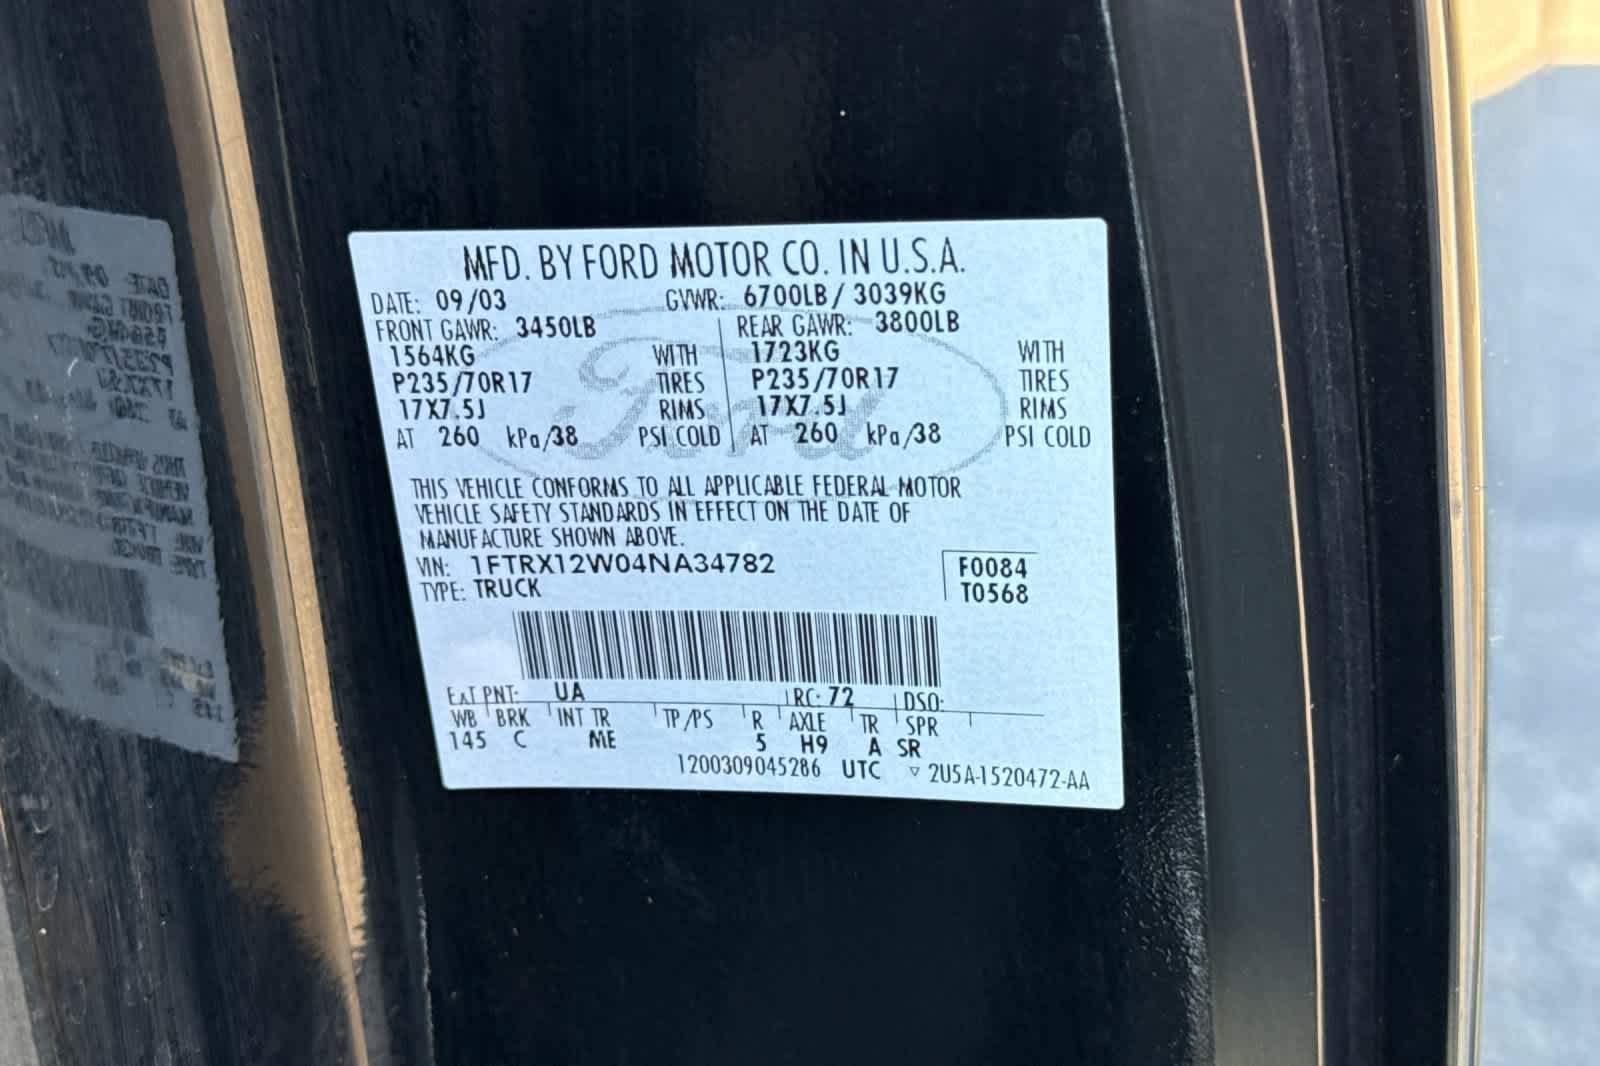 MFD. BY FORD MOTOR CO. IN U.S.A.
DATE: 09/03 GVWR: 6700LB / 3039KG
FRONT GAWR: 3450LB REAR GAWR: 3800LB
1564KG WITH 1723KG WITH
P235/70R17 TIRES P235/70R17 TIRES
17X7.5J RIMS 17X7.5J RIMS
AT 260 kPa/38 PSI COLD AT 260 kPa/38 PSI COLD
Ford
THIS VEHICLE CONFORMS TO ALL APPLICABLE FEDERAL MOTOR
VEHICLE SAFETY STANDARDS IN EFFECT ON THE DATE OF
MANUFACTURE SHOWN ABOVE.
VIN: 1FTRX12W04NA34782 F0084
TYPE: TRUCK T0568
EXT PNT: UA RC: 72 DSO:
WB BRK INT TR TP/PS R AXLE TR SPR
145 C ME 5 H9 A SR
1200309045286 UTC ▽ 2U5A-1520472-AA